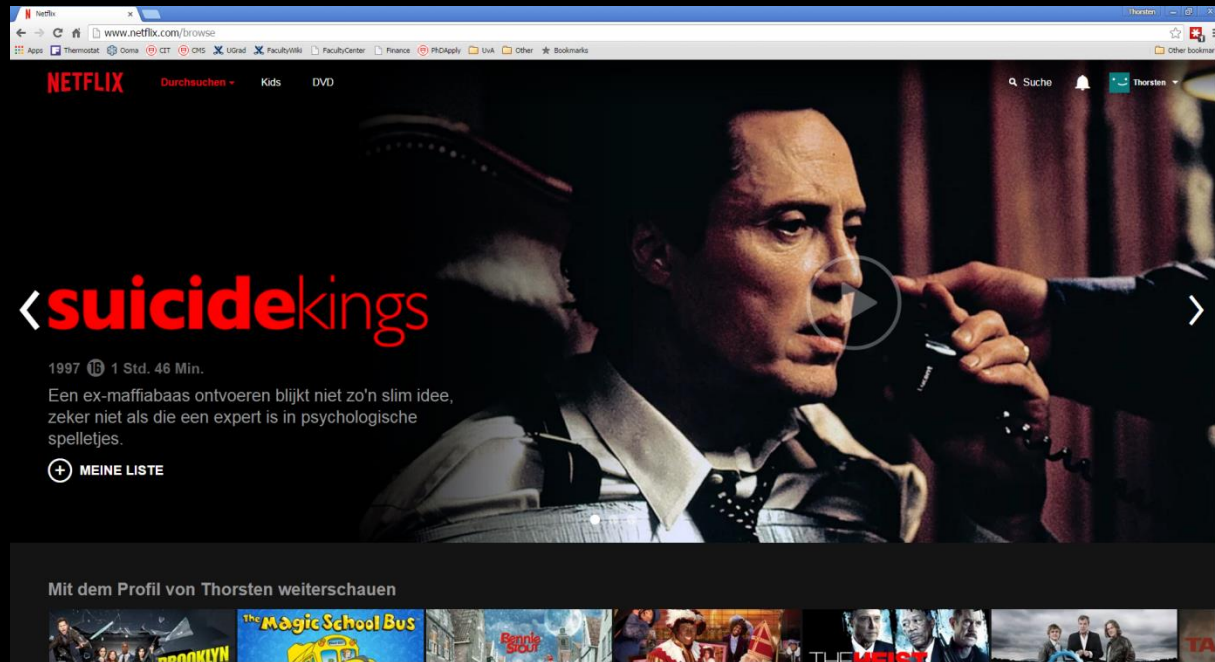 Netflix
Thorsten
www.netflix.com/browse
Apps Thermostat Ooma CIT CMS UGrad FacultyWiki FacultyCenter Finance PhDApply UvA Other Bookmarks
Other bookmar
NETFLIX Durchsuchen Kids DVD Suche Thorsten
suicidekings
1997 16 1 Std. 46 Min.
Een ex-maffiabaas ontvoeren blijkt niet zo'n slim idee,
zeker niet als die een expert is in psychologische
spelletjes.
MEINE LISTE
Lucent
Mit dem Profil von Thorsten weiterschauen
BROOKLYN
The Magic School Bus
Bennie
Stout
THE HEIST
TA